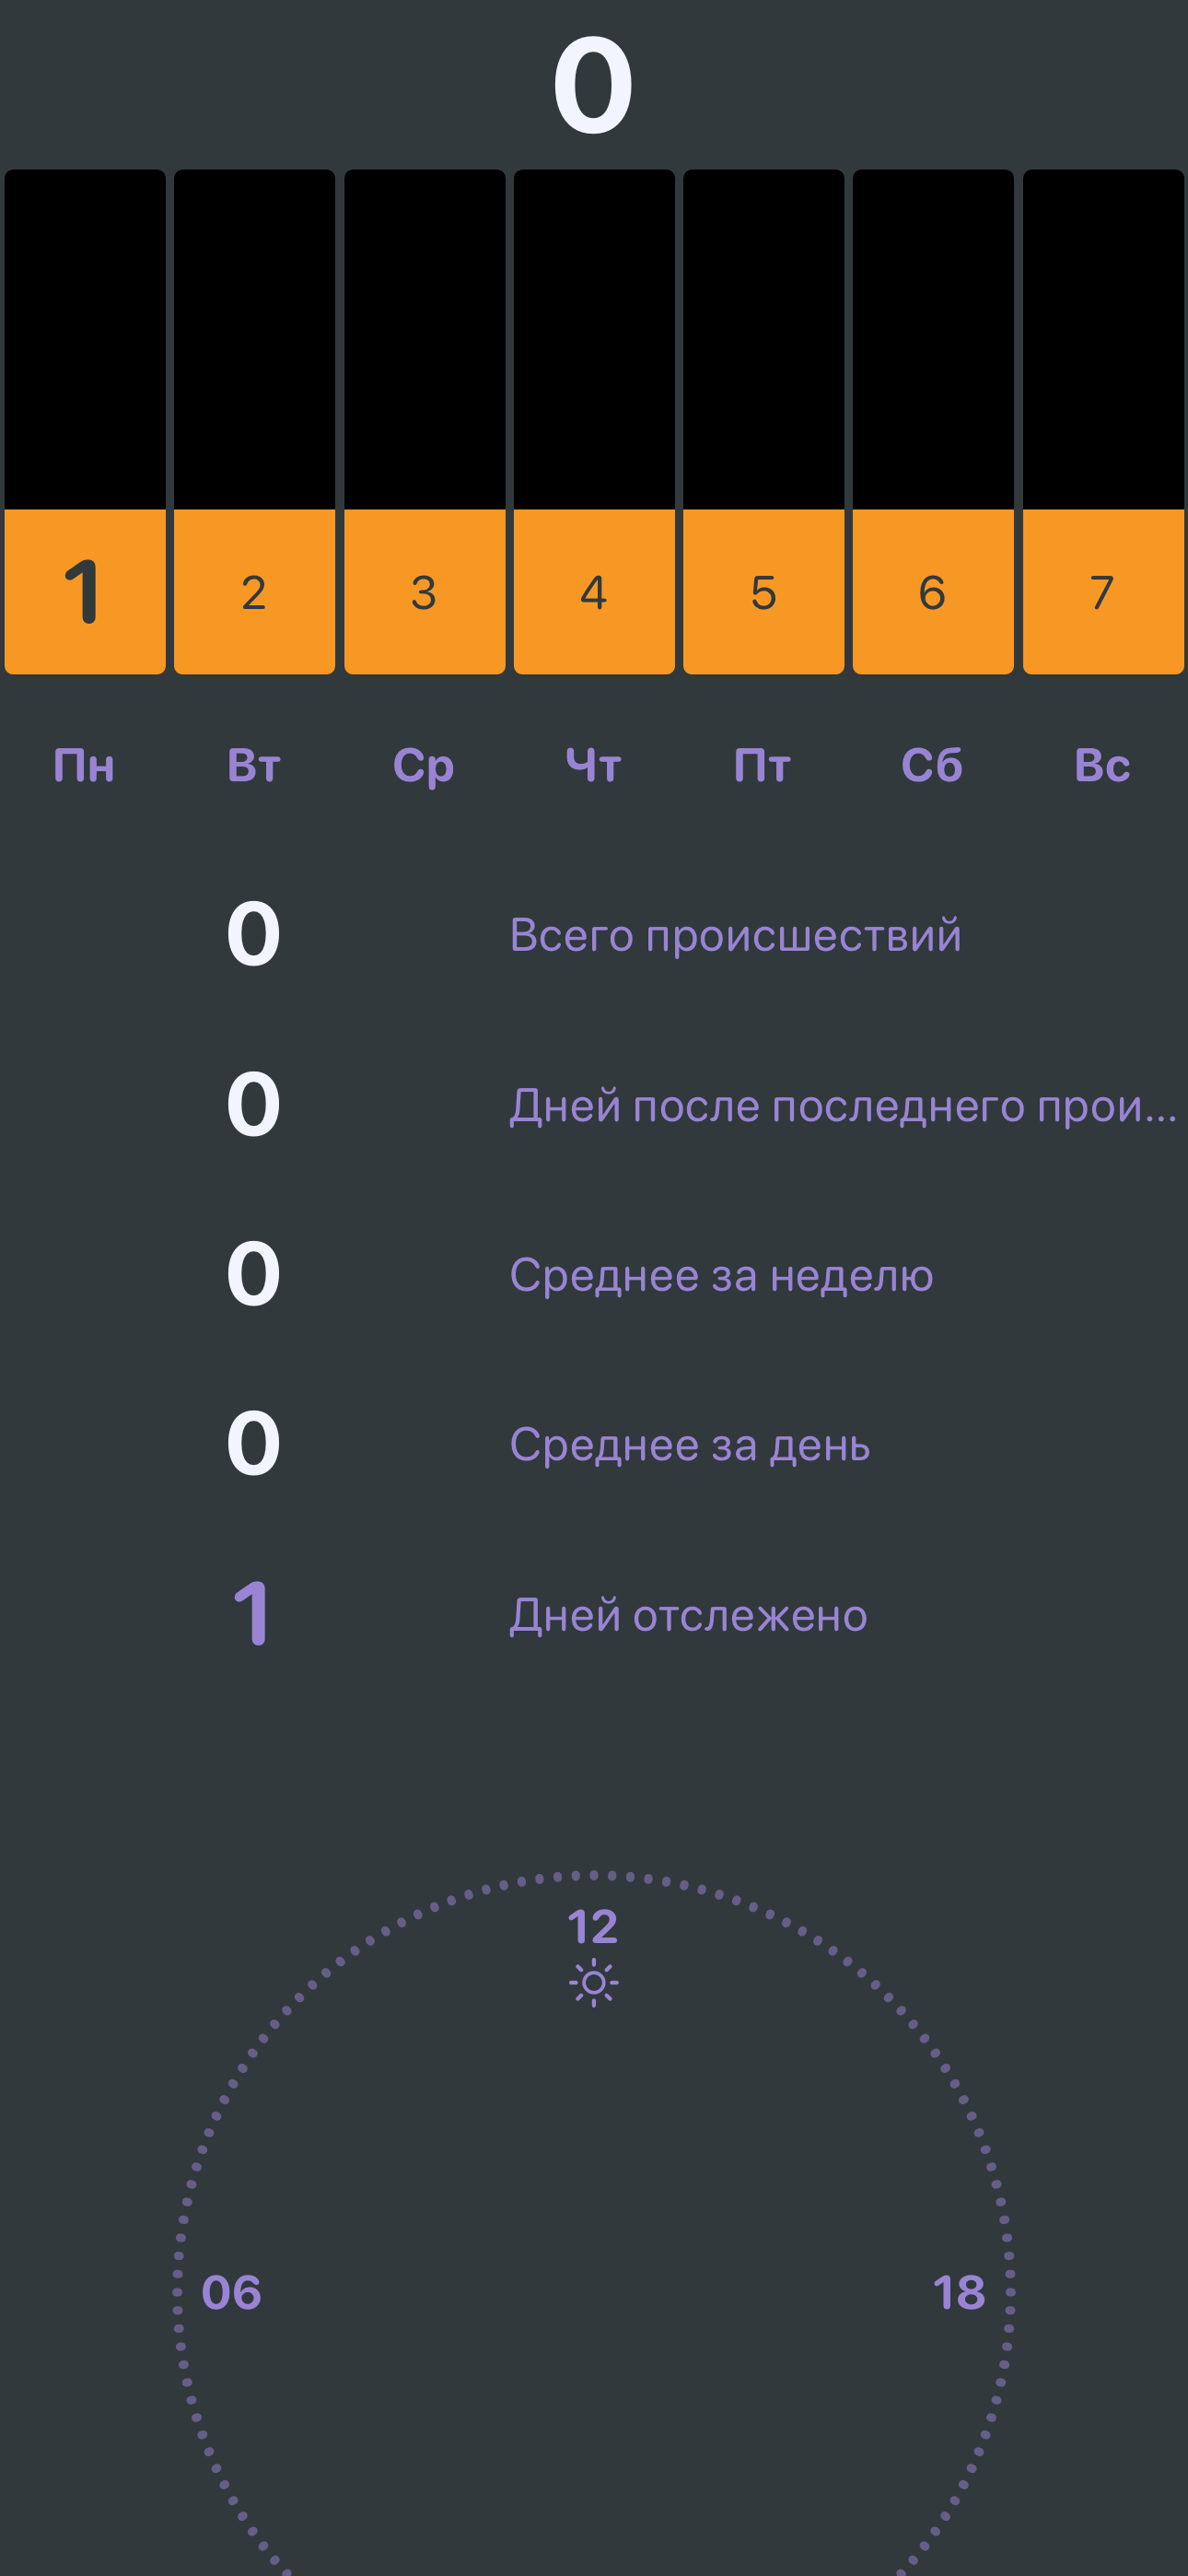 0
1 2 3 4 5 6 7
Пн Вт Ср Чт Пт Сб Вс
0 Всего происшествий
0 Дней после последнего прои...
0 Среднее за неделю
0 Среднее за день
1 Дней отслежено
12
06 18